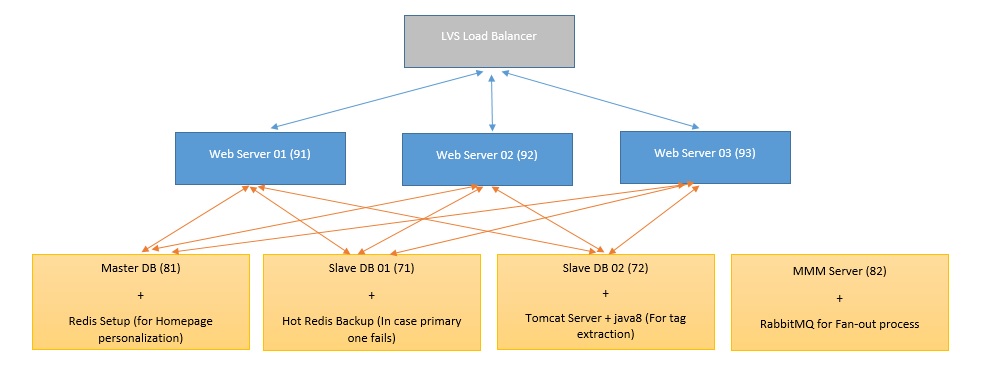 LVS Load Balancer
Web Server 01 (91)
Web Server 02 (92)
Web Server 03 (93)
Master DB (81)
+
Redis Setup (for Homepage
personalization)
Slave DB 01 (71)
+
Hot Redis Backup (In case primary
one fails)
Slave DB 02 (72)
+
Tomcat Server + java8 (For tag
extraction)
MMM Server (82)
+
RabbitMQ for Fan-out process